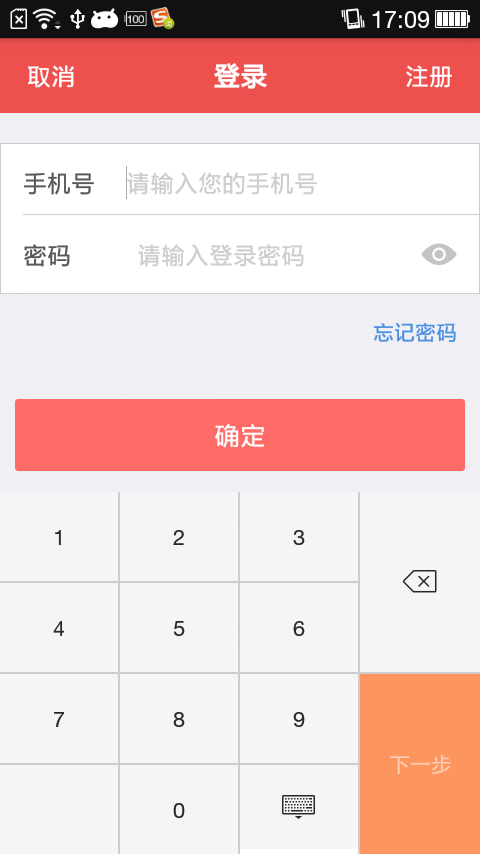 100 17:09
取消 登录 注册
手机号 请输入您的手机号
密码 请输入登录密码
忘记密码
确定
1 2 3
4 5 6
7 8 9
下一步
0